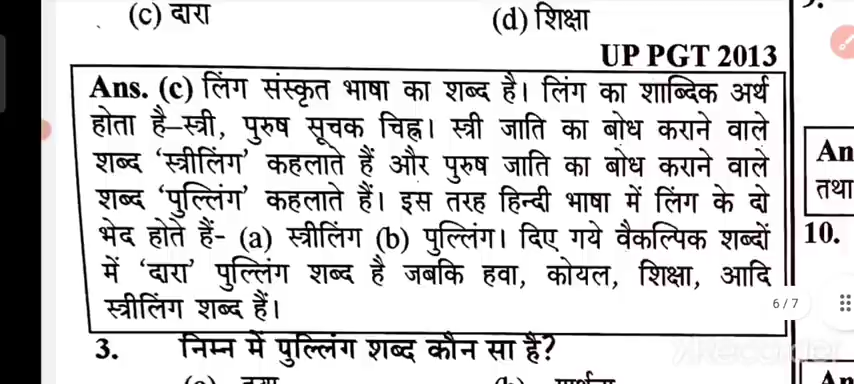 (c) दारा (d) शिक्षा
UP PGT 2013
Ans. (c) लिंग संस्कृत भाषा का शब्द है। लिंग का शाब्दिक अर्थ
होता है–स्त्री, पुरुष सूचक चिह्न। स्त्री जाति का बोध कराने वाले
शब्द ‘स्त्रीलिंग’ कहलाते हैं और पुरुष जाति का बोध कराने वाले
शब्द ‘पुल्लिंग’ कहलाते हैं। इस तरह हिन्दी भाषा में लिंग के दो
भेद होते हैं- (a) स्त्रीलिंग (b) पुल्लिंग। दिए गये वैकल्पिक शब्दों
में ‘दारा’ पुल्लिंग शब्द है जबकि हवा, कोयल, शिक्षा, आदि
स्त्रीलिंग शब्द हैं।
3. निम्न में पुल्लिंग शब्द कौन सा है?
An
तथा
10.
6 / 7